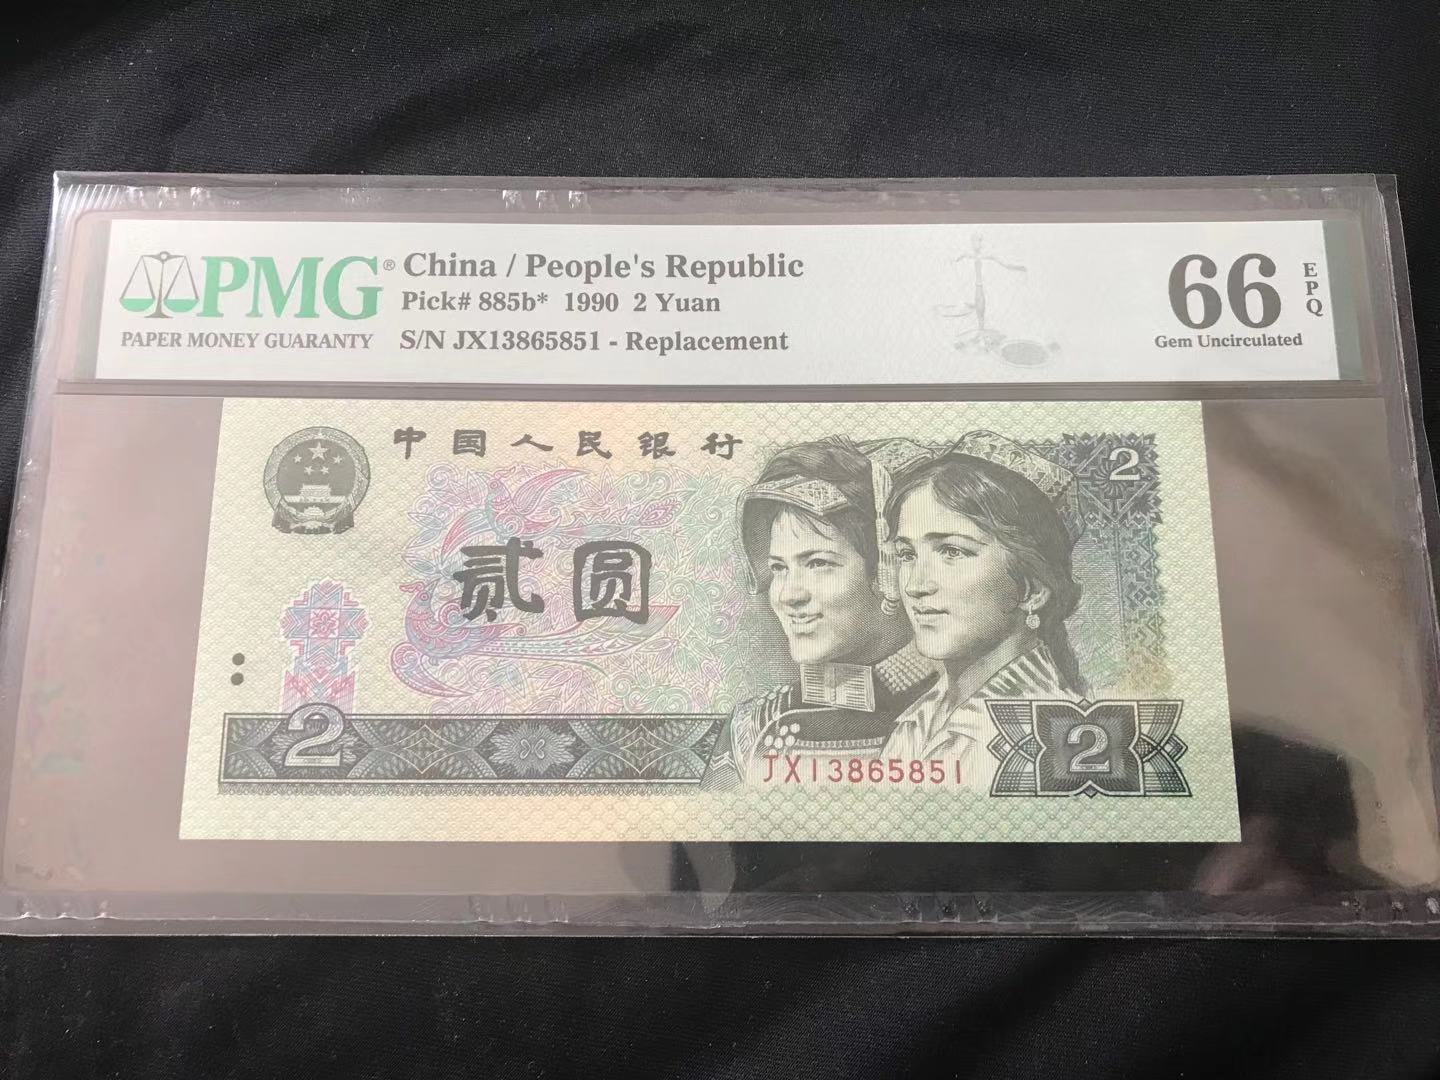 PMG®
PAPER MONEY GUARANTY
China / People's Republic
Pick# 885b* 1990 2 Yuan
S/N JX13865851 - Replacement
66
EPQ
Gem Uncirculated
中国人民银行
2
贰圆
2
JX13865851
2